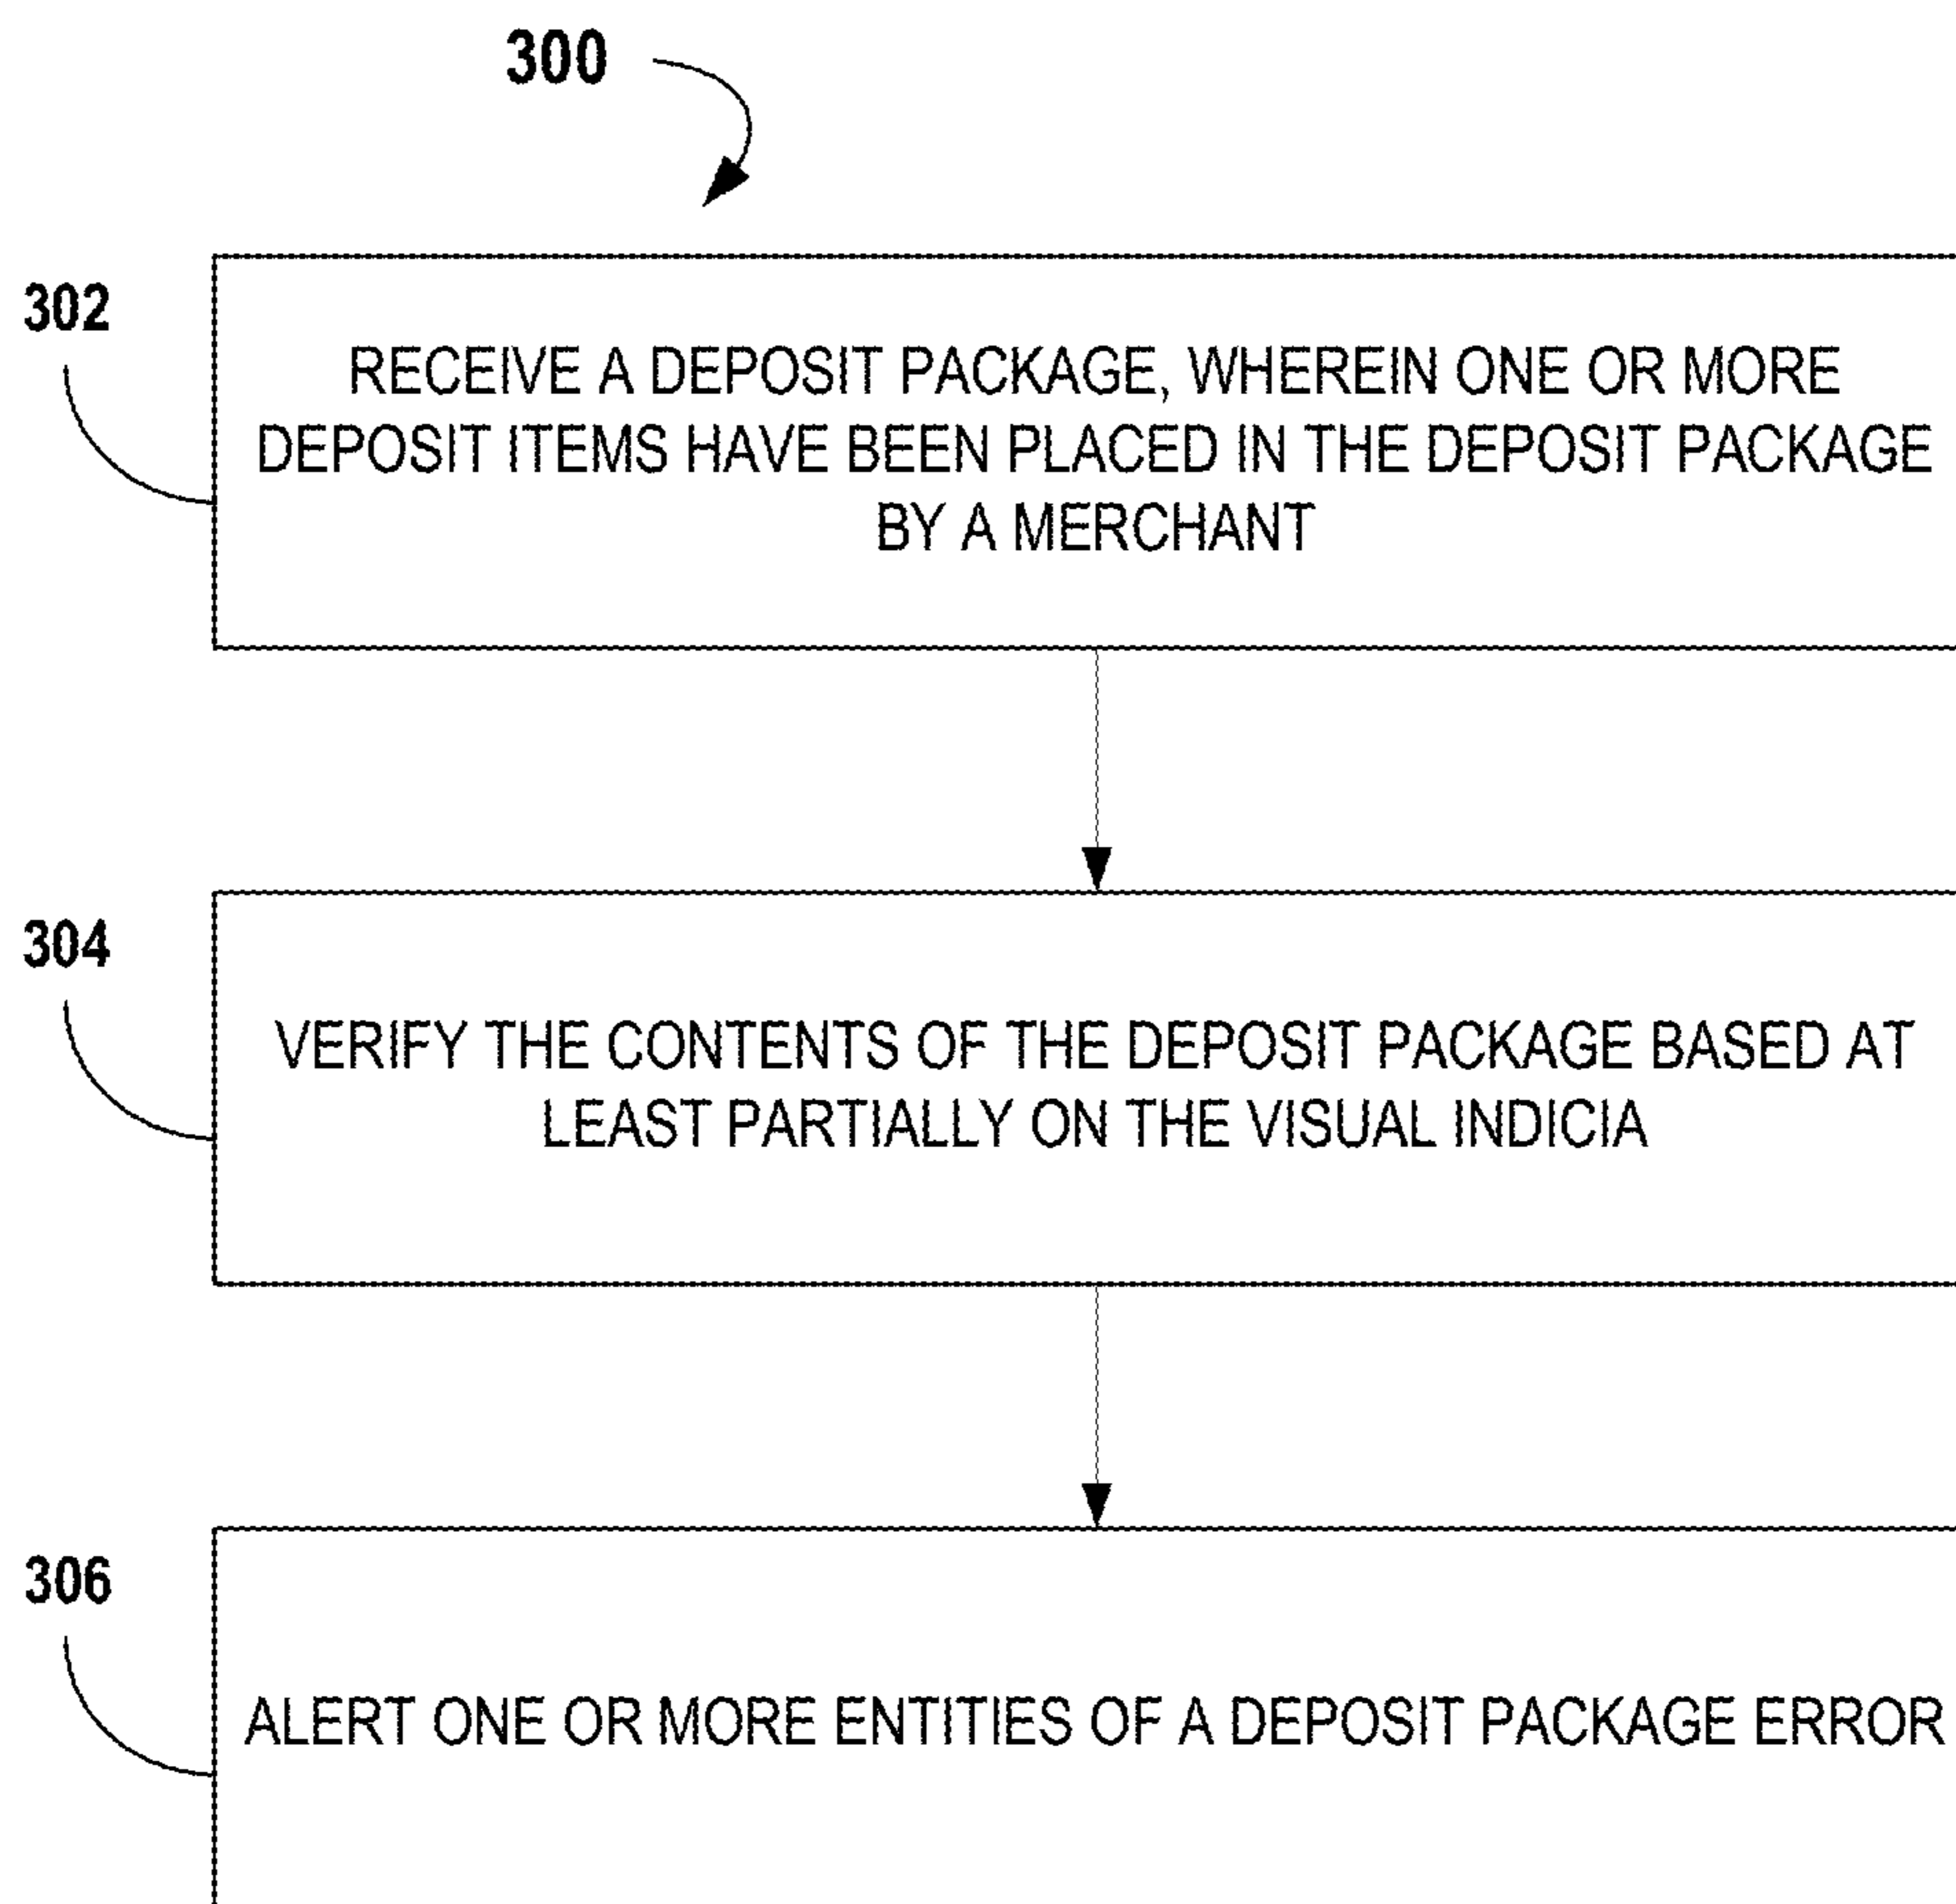 300
302
RECEIVE A DEPOSIT PACKAGE, WHEREIN ONE OR MORE
DEPOSIT ITEMS HAVE BEEN PLACED IN THE DEPOSIT PACKAGE
BY A MERCHANT
304
VERIFY THE CONTENTS OF THE DEPOSIT PACKAGE BASED AT
LEAST PARTIALLY ON THE VISUAL INDICIA
306
ALERT ONE OR MORE ENTITIES OF A DEPOSIT PACKAGE ERROR